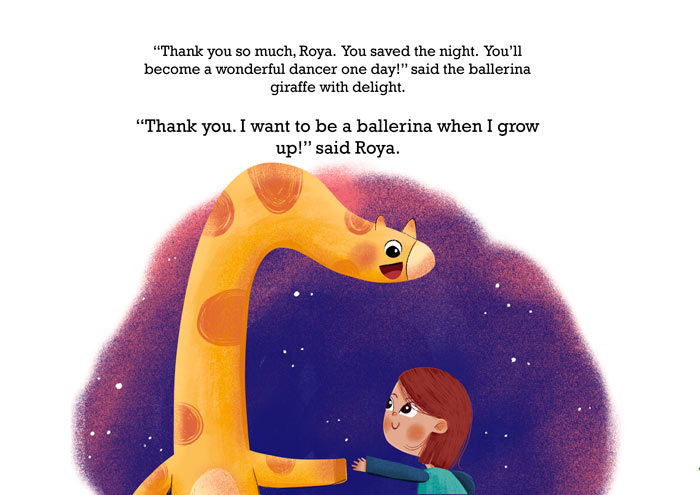 “Thank you so much, Roya. You saved the night. You’ll
become a wonderful dancer one day!” said the ballerina
giraffe with delight.
“Thank you. I want to be a ballerina when I grow
up!” said Roya.